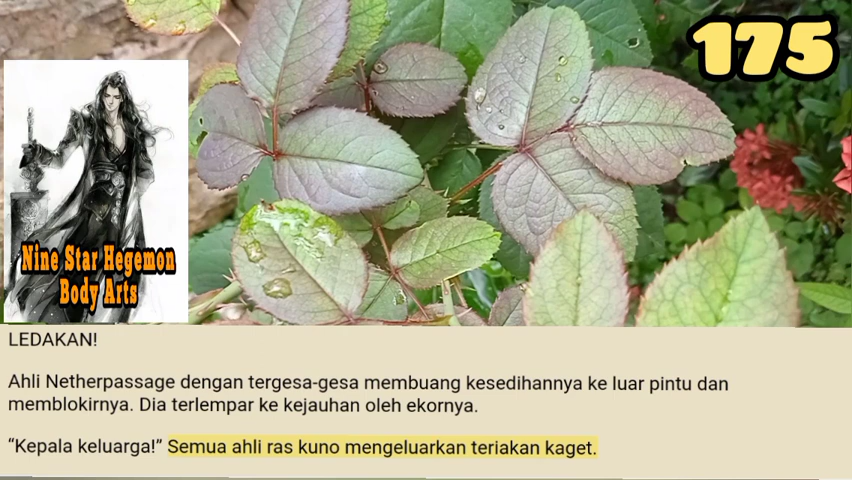 175
Nine Star Hegemon
Body Arts
LEDAKAN!
Ahli Netherpassage dengan tergesa-gesa membuang kesedihannya ke luar pintu dan
memblokirnya. Dia terlempar ke kejauhan oleh ekornya.
“Kepala keluarga!” Semua ahli ras kuno mengeluarkan teriakan kaget.